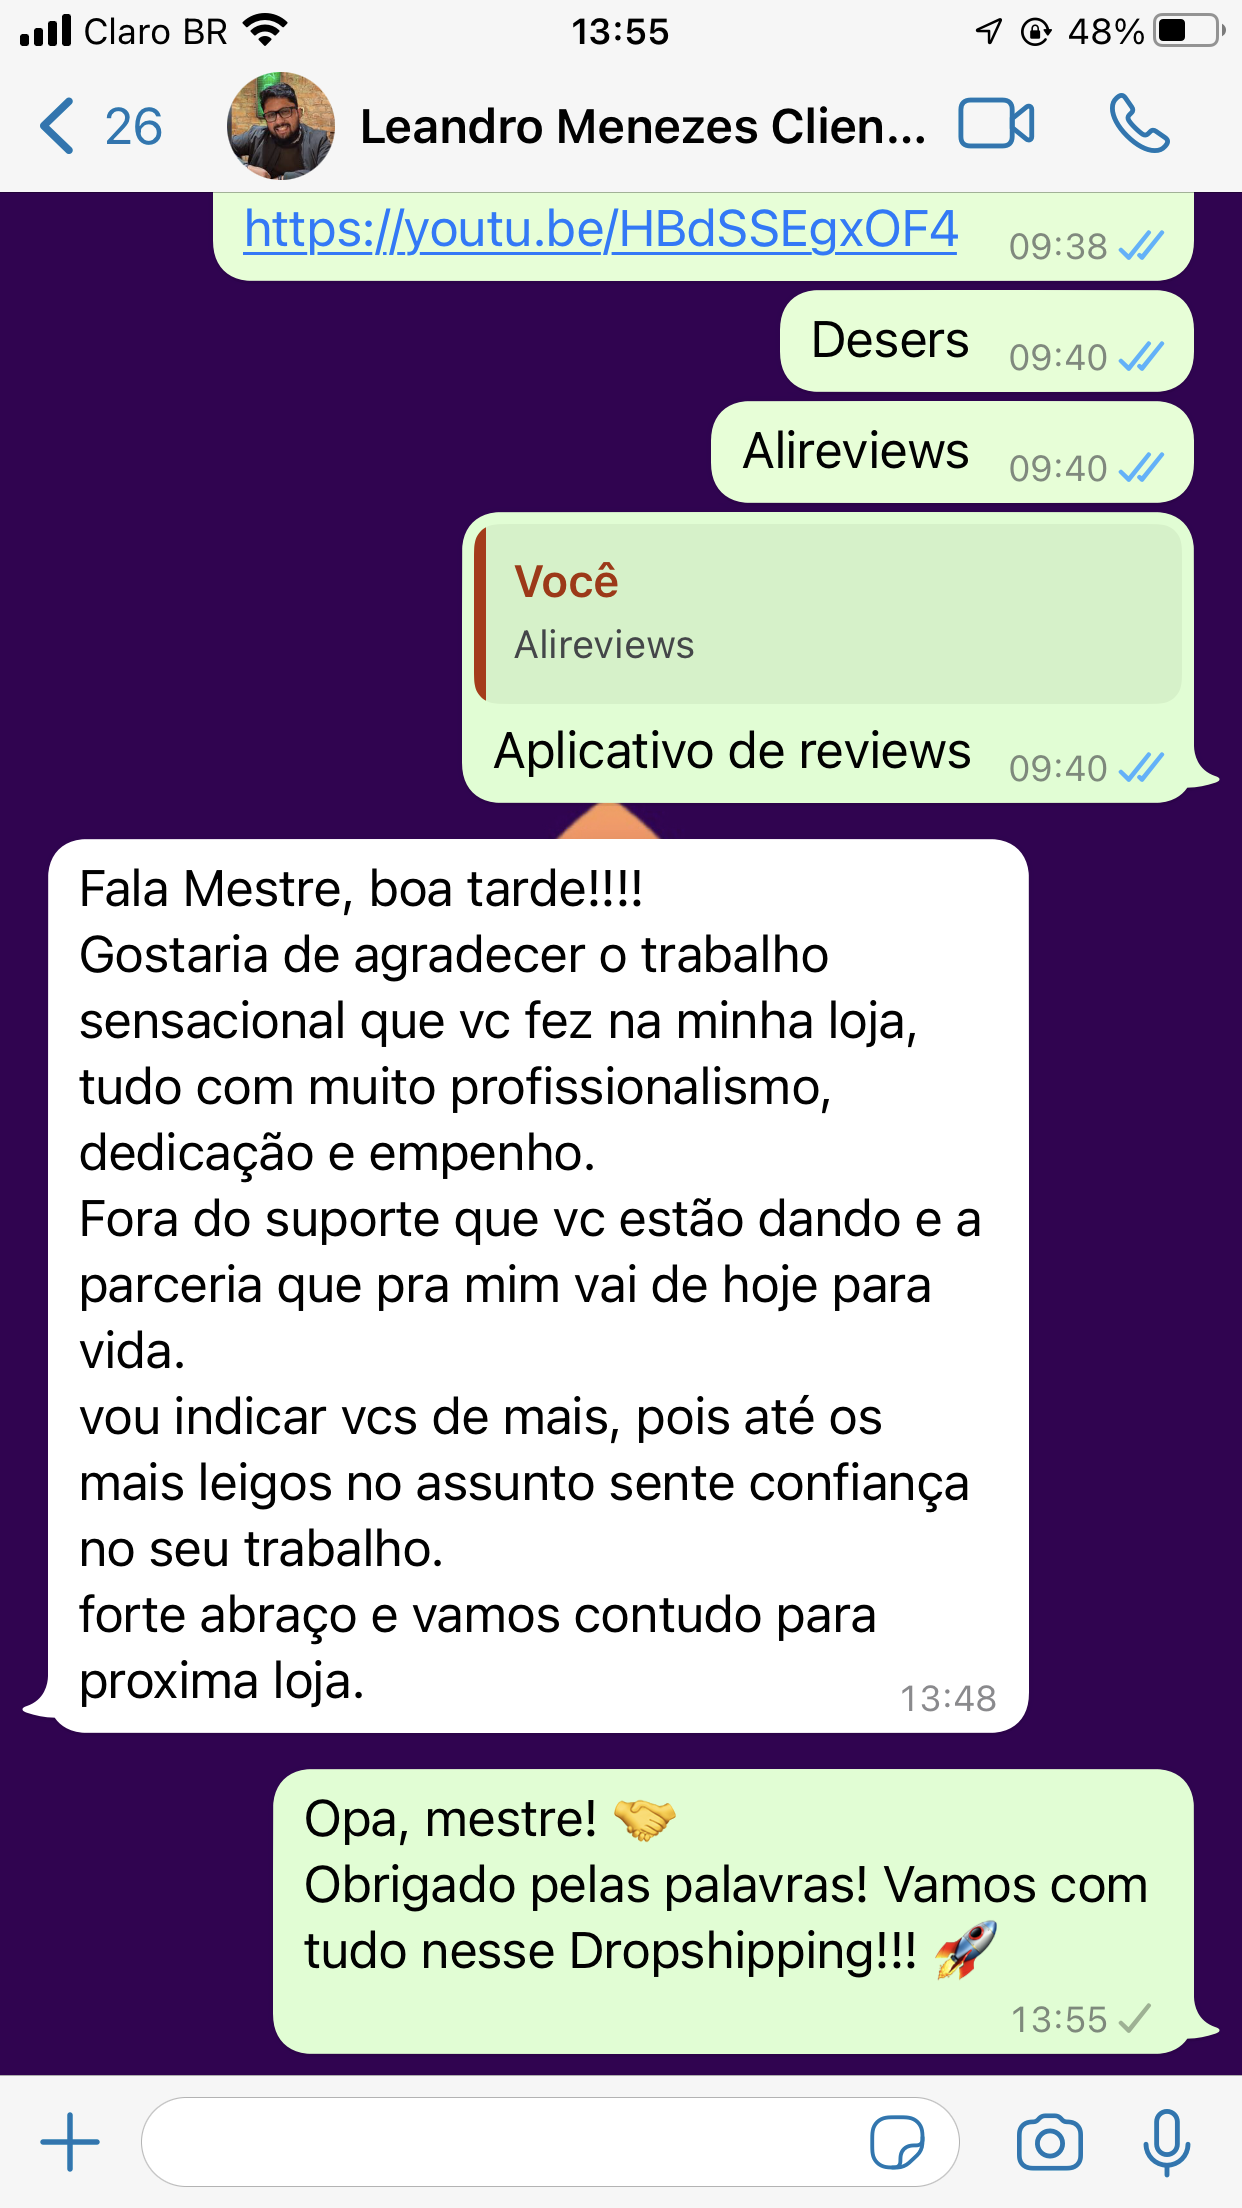 Claro BR
13:55
48%
26
Leandro Menezes Clien...
https://youtu.be/HBdSSEgxOF4
09:38
Desers
09:40
Alireviews
09:40
Você
Alireviews
Aplicativo de reviews
09:40
Fala Mestre, boa tarde!!!!
Gostaria de agradecer o trabalho
sensacional que vc fez na minha loja,
tudo com muito profissionalismo,
dedicação e empenho.
Fora do suporte que vc estão dando e a
parceria que pra mim vai de hoje para
vida.
vou indicar vcs de mais, pois até os
mais leigos no assunto sente confiança
no seu trabalho.
forte abraço e vamos contudo para
proxima loja.
13:48
Opa, mestre! 🤝
Obrigado pelas palavras! Vamos com
tudo nesse Dropshipping!!! 🚀
13:55